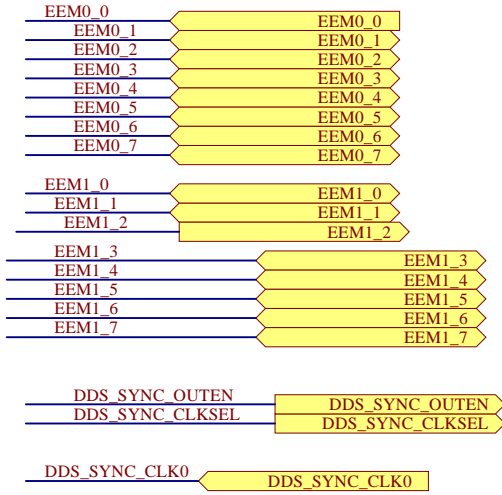 EEM0_0 EEM0_0
EEM0_1 EEM0_1
EEM0_2 EEM0_2
EEM0_3 EEM0_3
EEM0_4 EEM0_4
EEM0_5 EEM0_5
EEM0_6 EEM0_6
EEM0_7 EEM0_7
EEM1_0 EEM1_0
EEM1_1 EEM1_1
EEM1_2 EEM1_2
EEM1_3 EEM1_3
EEM1_4 EEM1_4
EEM1_5 EEM1_5
EEM1_6 EEM1_6
EEM1_7 EEM1_7
DDS_SYNC_OUTEN DDS_SYNC_OUTEN
DDS_SYNC_CLKSEL DDS_SYNC_CLKSEL
DDS_SYNC_CLK0 DDS_SYNC_CLK0